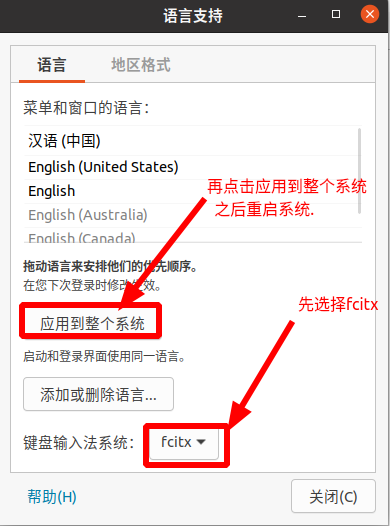 语言支持
语言
地区格式
菜单和窗口的语言：
汉语 (中国)
English (United States)
English
English (Australia)
English (Canada)
再点击应用到整个系统
之后重启系统.
拖动语言来安排他们的优先顺序。
在您下次登录时修改生效。
先选择fcitx
应用到整个系统
启动和登录界面使用同一语言。
添加或删除语言...
键盘输入法系统：
fcitx
帮助(H)
关闭(C)